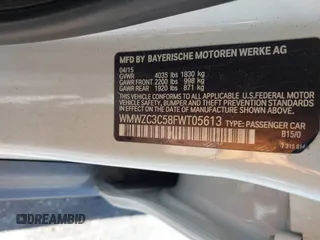 MFD BY BAYERISCHE MOTOREN WERKE AG
04/15
GVWR 4035 lbs 1830 kg
GAWR FRONT 2200 lbs 998 kg
GAWR REAR 1920 lbs 871 kg
THIS VEHICLE CONFORMS TO ALL APPLICABLE U.S. FEDERAL MOTOR
VEHICLE SAFETY, BUMPER AND THEFT PREVENTION STANDARDS
IN EFFECT ON THE DATE OF MANUFACTURE SHOWN ABOVE.
WMWZC3C58FWT05613 TYPE: PASSENGER CAR
B15/0
DREAMBID